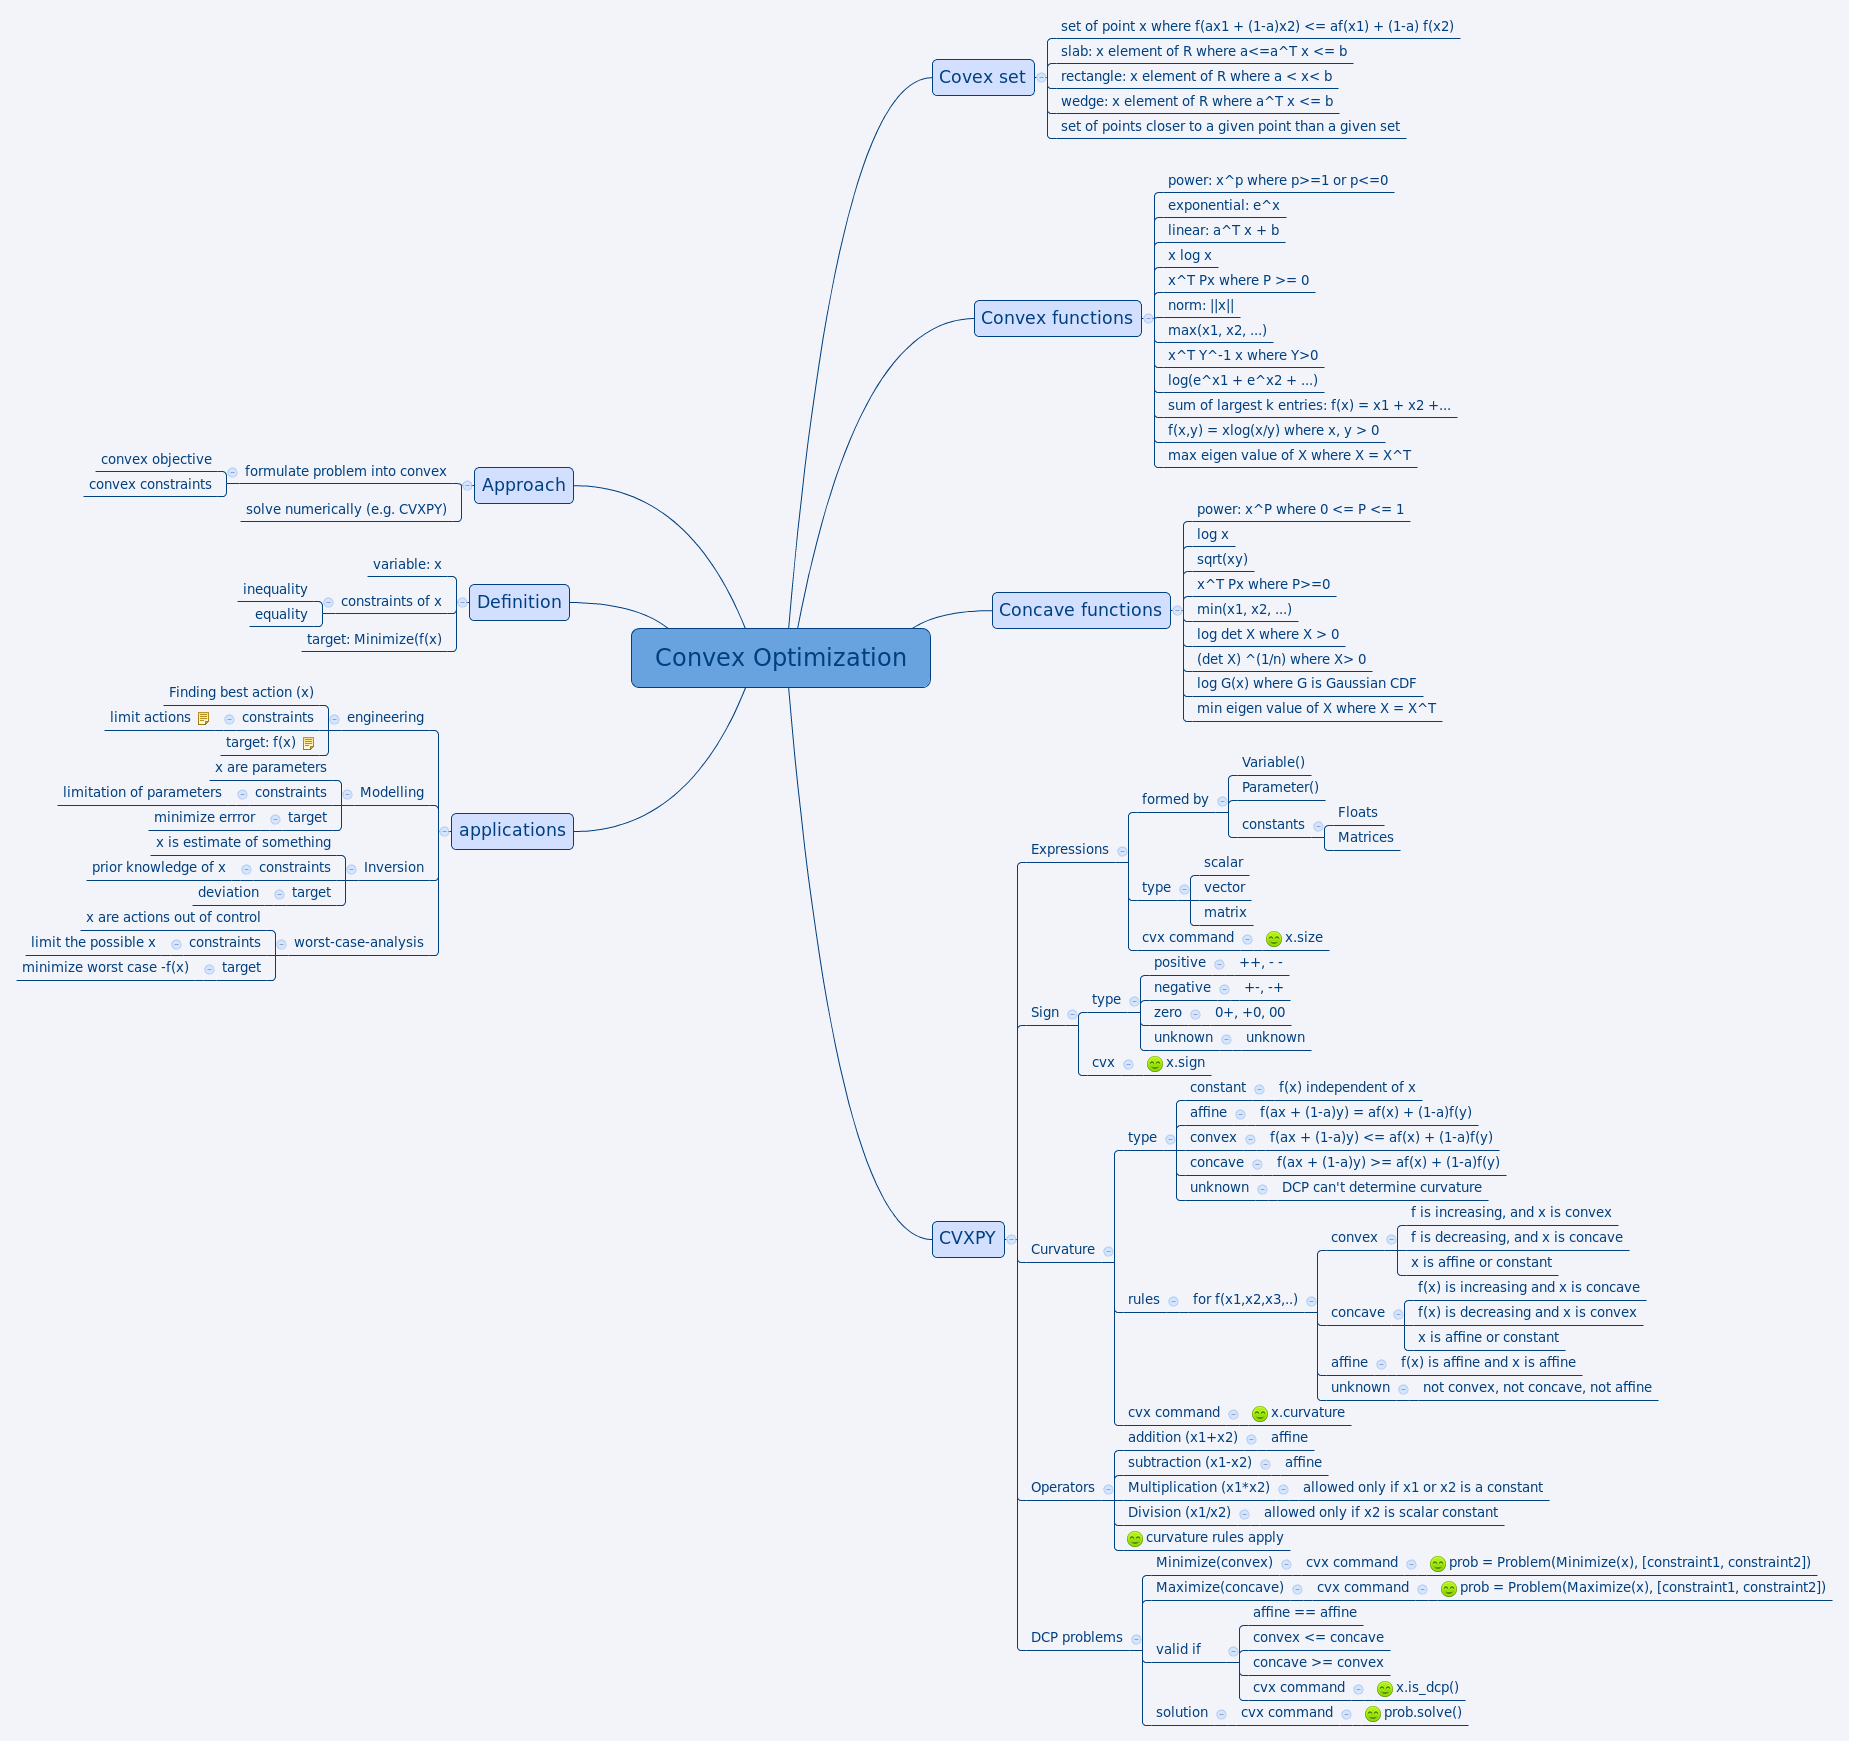 Convex Optimization
Covex set
set of point x where f(ax1 + (1-a)x2) <= af(x1) + (1-a) f(x2)
slab: x element of R where a<=a^T x <= b
rectangle: x element of R where a < x< b
wedge: x element of R where a^T x <= b
set of points closer to a given point than a given set
Convex functions
power: x^p where p>=1 or p<=0
exponential: e^x
linear: a^T x + b
x log x
x^T Px where P >= 0
norm: ||x||
max(x1, x2, ...)
x^T Y^-1 x where Y>0
log(e^x1 + e^x2 + ...)
sum of largest k entries: f(x) = x1 + x2 +...
f(x,y) = xlog(x/y) where x, y > 0
max eigen value of X where X = X^T
Concave functions
power: x^P where 0 <= P <= 1
log x
sqrt(xy)
x^T Px where P>=0
min(x1, x2, ...)
log det X where X > 0
(det X) ^(1/n) where X> 0
log G(x) where G is Gaussian CDF
min eigen value of X where X = X^T
CVXPY
Expressions
formed by
Variable()
Parameter()
constants
Floats
Matrices
type
scalar
vector
matrix
cvx command
x.size
Sign
type
positive
++, - -
negative
+-, -+
zero
0+, +0, 00
unknown
unknown
cvx
x.sign
Curvature
type
constant
f(x) independent of x
affine
f(ax + (1-a)y) = af(x) + (1-a)f(y)
convex
f(ax + (1-a)y) <= af(x) + (1-a)f(y)
concave
f(ax + (1-a)y) >= af(x) + (1-a)f(y)
unknown
DCP can't determine curvature
rules
for f(x1,x2,x3,..)
convex
f is increasing, and x is convex
f is decreasing, and x is concave
x is affine or constant
concave
f(x) is increasing and x is concave
f(x) is decreasing and x is convex
x is affine or constant
affine
f(x) is affine and x is affine
unknown
not convex, not concave, not affine
cvx command
x.curvature
Operators
addition (x1+x2)
affine
subtraction (x1-x2)
affine
Multiplication (x1*x2)
allowed only if x1 or x2 is a constant
Division (x1/x2)
allowed only if x2 is scalar constant
curvature rules apply
DCP problems
Minimize(convex)
cvx command
prob = Problem(Minimize(x), [constraint1, constraint2])
Maximize(concave)
cvx command
prob = Problem(Maximize(x), [constraint1, constraint2])
valid if
affine == affine
convex <= concave
concave >= convex
cvx command
x.is_dcp()
solution
cvx command
prob.solve()
Approach
formulate problem into convex
convex objective
convex constraints
solve numerically (e.g. CVXPY)
Definition
variable: x
constraints of x
inequality
equality
target: Minimize(f(x)
applications
engineering
Finding best action (x)
constraints
limit actions
target: f(x)
Modelling
x are parameters
constraints
limitation of parameters
target
minimize errror
Inversion
x is estimate of something
constraints
prior knowledge of x
target
deviation
worst-case-analysis
x are actions out of control
constraints
limit the possible x
target
minimize worst case -f(x)